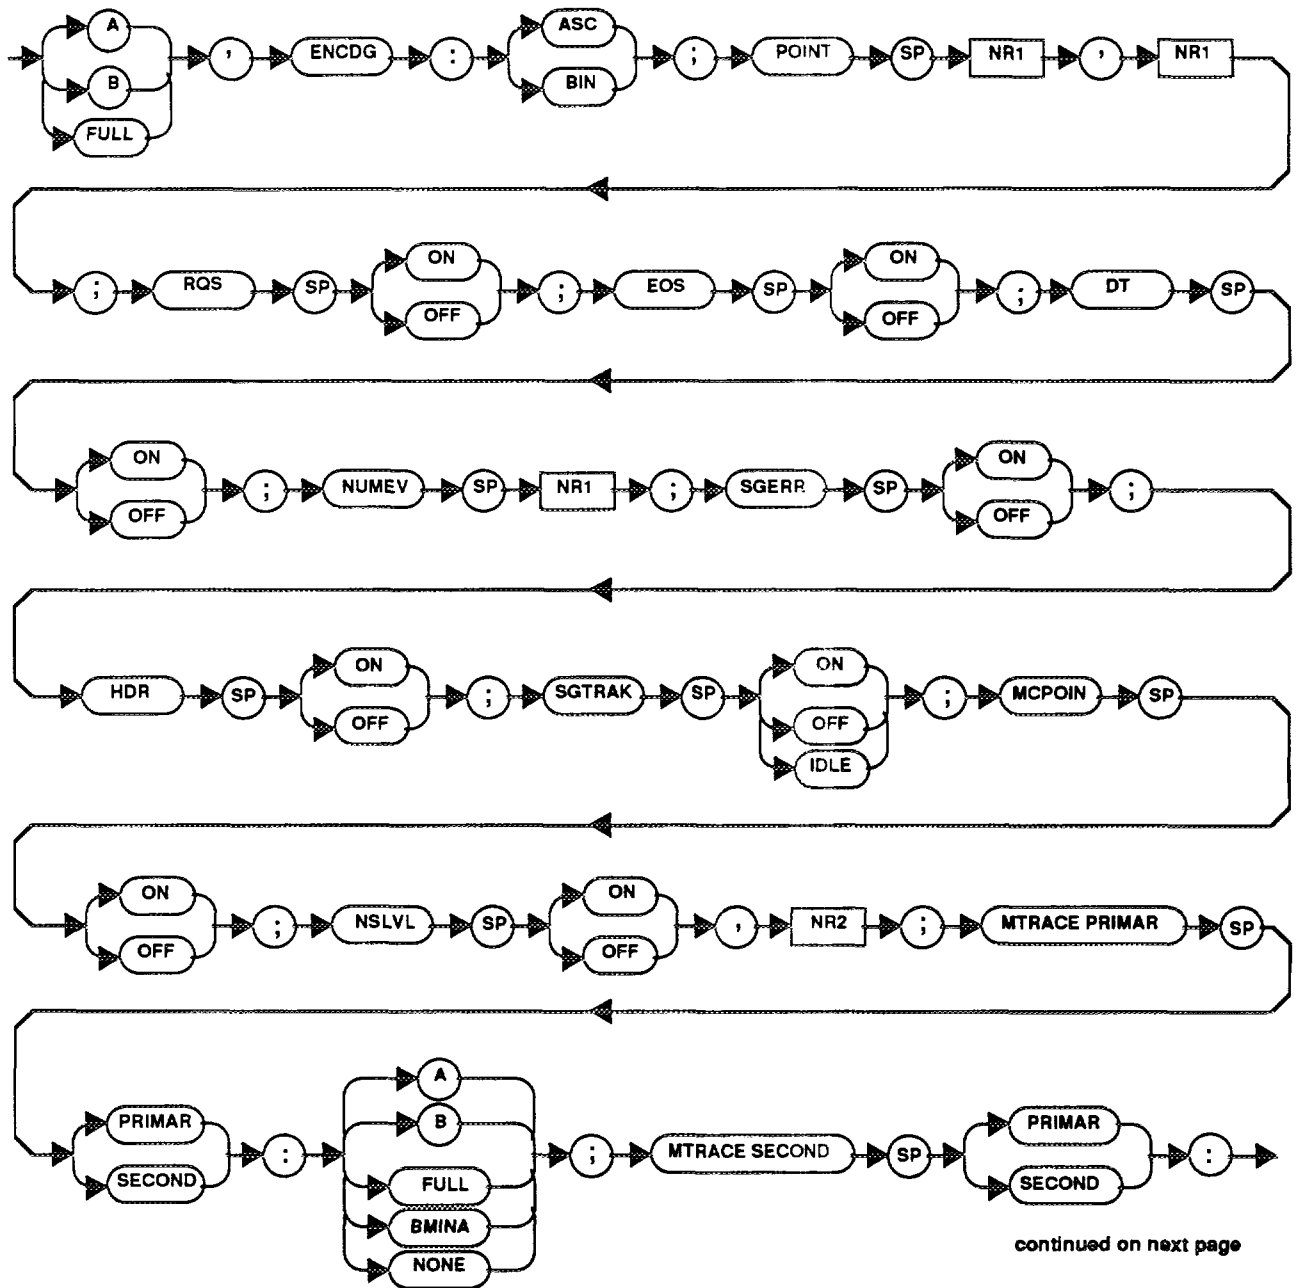 A
B
FULL
, ENCDG :
ASC
BIN
; POINT SP NR1 , NR1
; RQS SP
ON
OFF
; EOS SP
ON
OFF
; DT SP
ON
OFF
; NUMEV SP NR1 ; SGERR SP
ON
OFF
;
HDR SP
ON
OFF
; SGTRAK SP
ON
OFF
IDLE
; MCPOIN SP
ON
OFF
; NSLVL SP
ON
OFF
, NR2 ; MTRACE PRIMAR SP
PRIMAR
SECOND
:
A
B
FULL
BMINA
NONE
; MTRACE SECOND SP
PRIMAR
SECOND
:
continued on next page